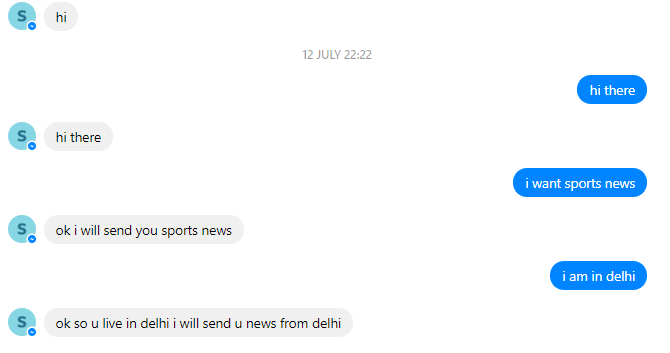 S
hi
12 JULY 22:22
hi there
S
hi there
i want sports news
S
ok i will send you sports news
i am in delhi
S
ok so u live in delhi i will send u news from delhi